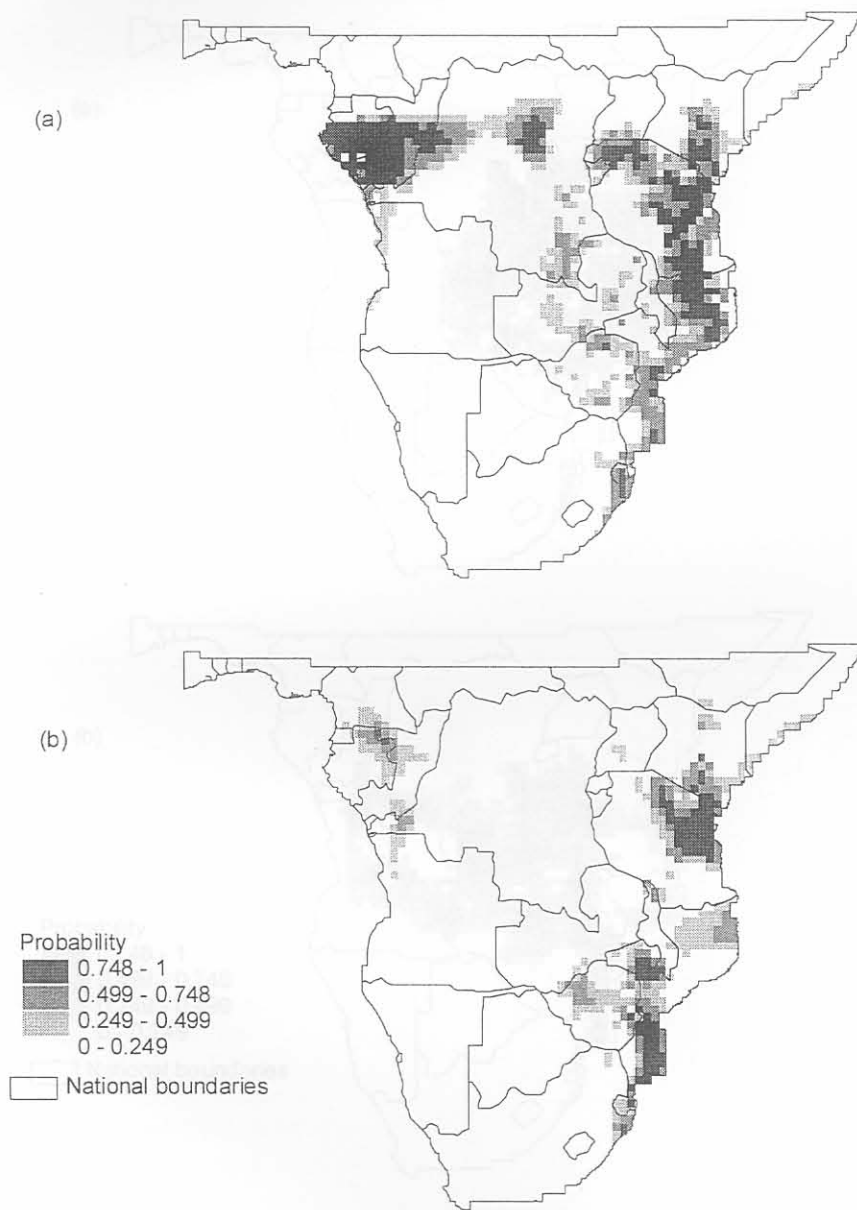 (a)
(b)
Probability
0.748 - 1
0.499 - 0.748
0.249 - 0.499
0 - 0.249
National boundaries